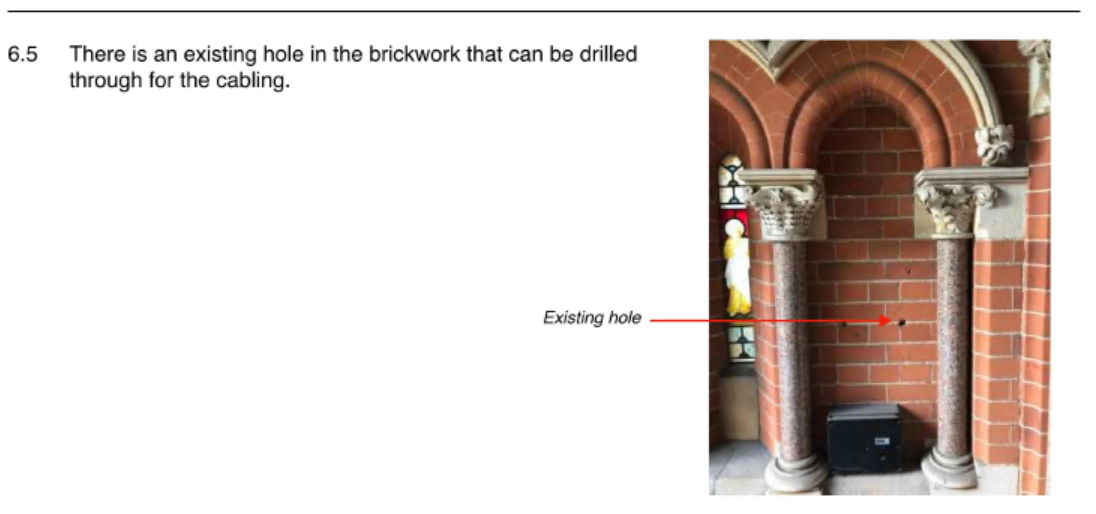 6.5 There is an existing hole in the brickwork that can be drilled
through for the cabling.
Existing hole